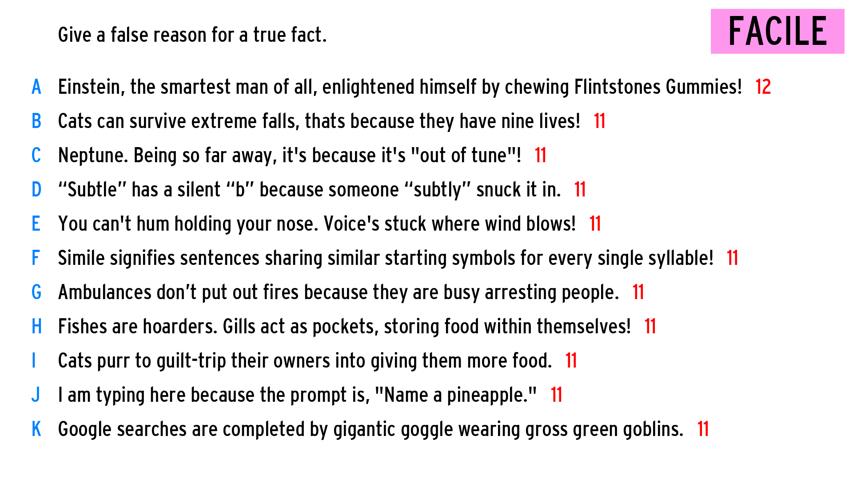 Give a false reason for a true fact.
FACILE
A Einstein, the smartest man of all, enlightened himself by chewing Flintstones Gummies! 12
B Cats can survive extreme falls, thats because they have nine lives! 11
C Neptune. Being so far away, it's because it's "out of tune"! 11
D “Subtle” has a silent “b” because someone “subtly” snuck it in. 11
E You can't hum holding your nose. Voice's stuck where wind blows! 11
F Simile signifies sentences sharing similar starting symbols for every single syllable! 11
G Ambulances don’t put out fires because they are busy arresting people. 11
H Fishes are hoarders. Gills act as pockets, storing food within themselves! 11
I Cats purr to guilt-trip their owners into giving them more food. 11
J I am typing here because the prompt is, "Name a pineapple." 11
K Google searches are completed by gigantic goggle wearing gross green goblins. 11